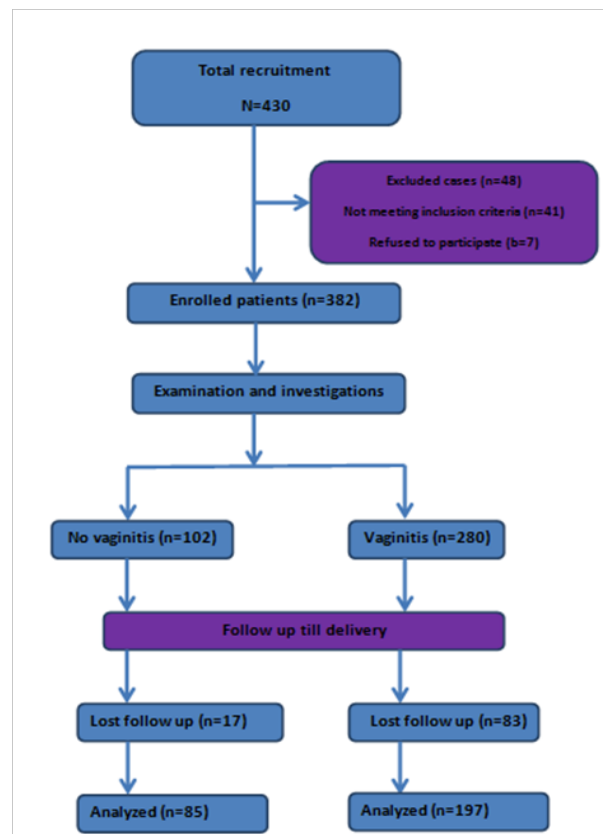 Total recruitment
N=430
Excluded cases (n=48)
Not meeting inclusion criteria (n=41)
Refused to participate (b=7)
Enrolled patients (n=382)
Examination and investigations
No vaginitis (n=102)
Vaginitis (n=280)
Follow up till delivery
Lost follow up (n=17)
Lost follow up (n=83)
Analyzed (n=85)
Analyzed (n=197)